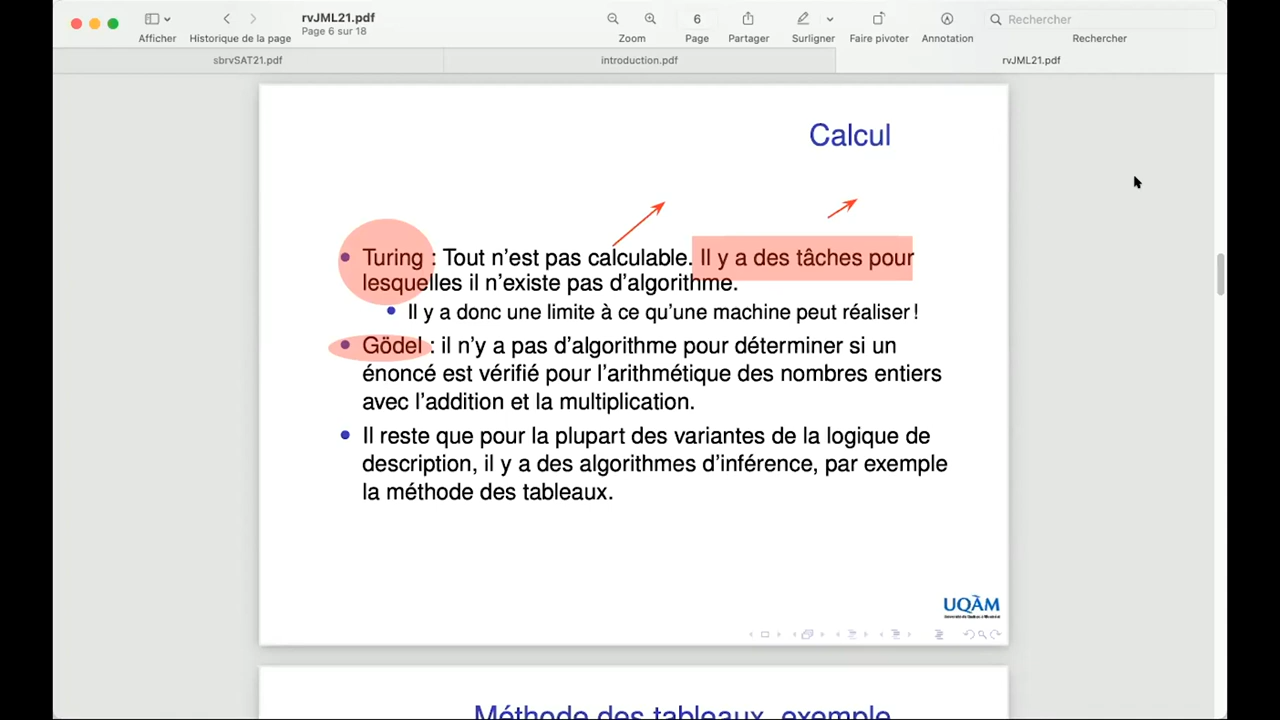 rvJML21.pdf
Page 6 sur 18
6
Rechercher
Afficher
Historique de la page
Zoom
Page
Partager
Surligner
Faire pivoter
Annotation
Rechercher
sbrvSAT21.pdf
introduction.pdf
rvJML21.pdf
Calcul
• Turing : Tout n'est pas calculable. Il y a des tâches pour
lesquelles il n'existe pas d'algorithme.
• Il y a donc une limite à ce qu'une machine peut réaliser !
• Gödel : il n'y a pas d'algorithme pour déterminer si un
énoncé est vérifié pour l'arithmétique des nombres entiers
avec l'addition et la multiplication.
• Il reste que pour la plupart des variantes de la logique de
description, il y a des algorithmes d'inférence, par exemple
la méthode des tableaux.
UQÀM
Université du Québec à Montréal
Méthode des tableaux, exemple